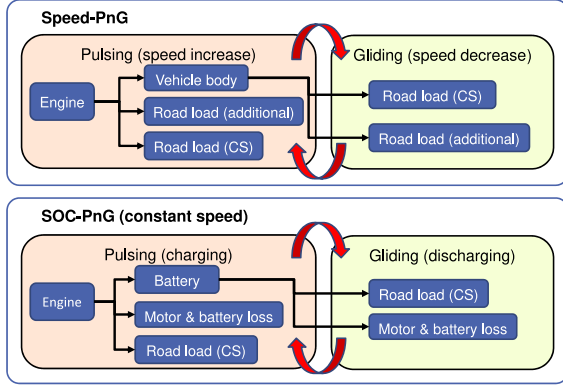 Speed-PnG
Pulsing (speed increase)
Gliding (speed decrease)
Engine
Vehicle body
Road load (additional)
Road load (CS)
Road load (CS)
Road load (additional)
SOC-PnG (constant speed)
Pulsing (charging)
Gliding (discharging)
Engine
Battery
Motor & battery loss
Road load (CS)
Road load (CS)
Motor & battery loss